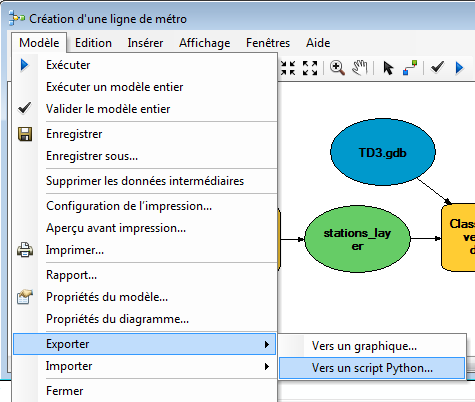 Création d'une ligne de métro
Modèle Edition Insérer Affichage Fenêtres Aide
Exécuter
Exécuter un modèle entier
Valider le modèle entier
Enregistrer
Enregistrer sous...
Supprimer les données intermédiaires
Configuration de l'impression...
Aperçu avant impression...
Imprimer...
Rapport...
Propriétés du modèle...
Propriétés du diagramme...
Exporter
Importer
Fermer
Vers un graphique...
Vers un script Python...
TD3.gdb
stations_lay
er
Class
ve
d